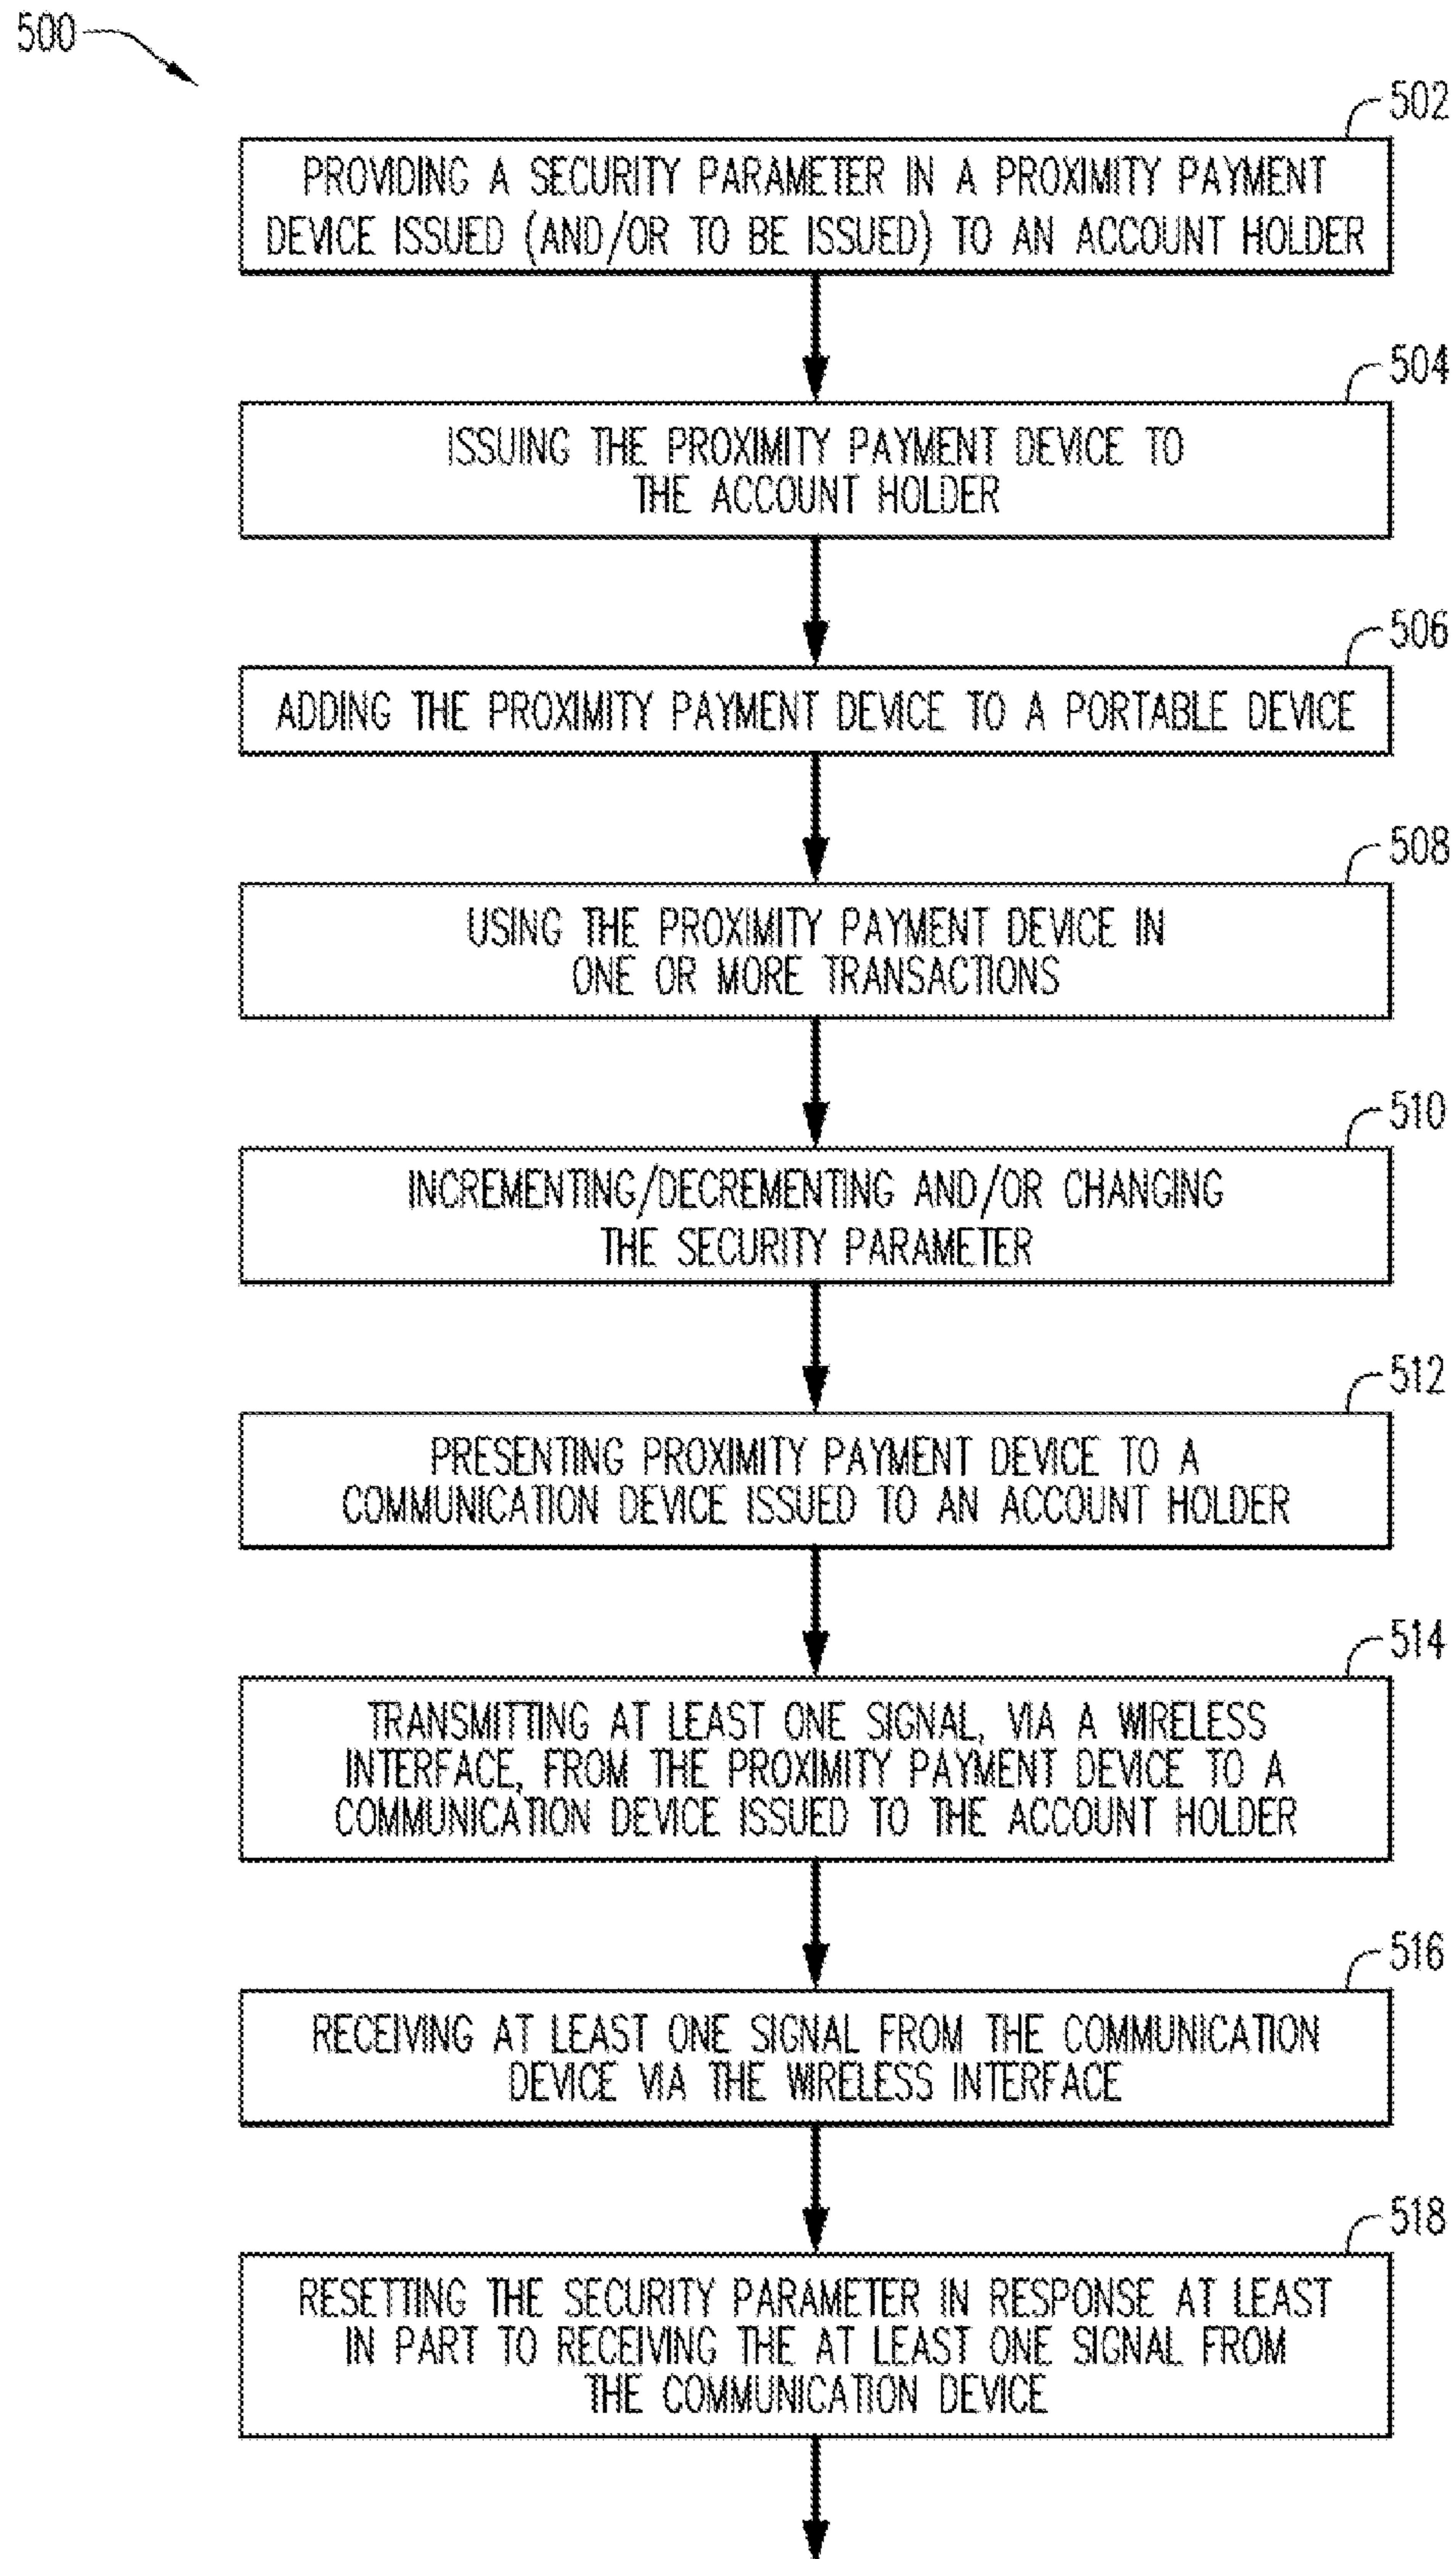 500
502
PROVIDING A SECURITY PARAMETER IN A PROXIMITY PAYMENT
DEVICE ISSUED (AND/OR TO BE ISSUED) TO AN ACCOUNT HOLDER
504
ISSUING THE PROXIMITY PAYMENT DEVICE TO
THE ACCOUNT HOLDER
506
ADDING THE PROXIMITY PAYMENT DEVICE TO A PORTABLE DEVICE
508
USING THE PROXIMITY PAYMENT DEVICE IN
ONE OR MORE TRANSACTIONS
510
INCREMENTING/DECREMENTING AND/OR CHANGING
THE SECURITY PARAMETER
512
PRESENTING PROXIMITY PAYMENT DEVICE TO A
COMMUNICATION DEVICE ISSUED TO AN ACCOUNT HOLDER
514
TRANSMITTING AT LEAST ONE SIGNAL, VIA A WIRELESS
INTERFACE, FROM THE PROXIMITY PAYMENT DEVICE TO A
COMMUNICATION DEVICE ISSUED TO THE ACCOUNT HOLDER
516
RECEIVING AT LEAST ONE SIGNAL FROM THE COMMUNICATION
DEVICE VIA THE WIRELESS INTERFACE
518
RESETTING THE SECURITY PARAMETER IN RESPONSE AT LEAST
IN PART TO RECEIVING THE AT LEAST ONE SIGNAL FROM
THE COMMUNICATION DEVICE